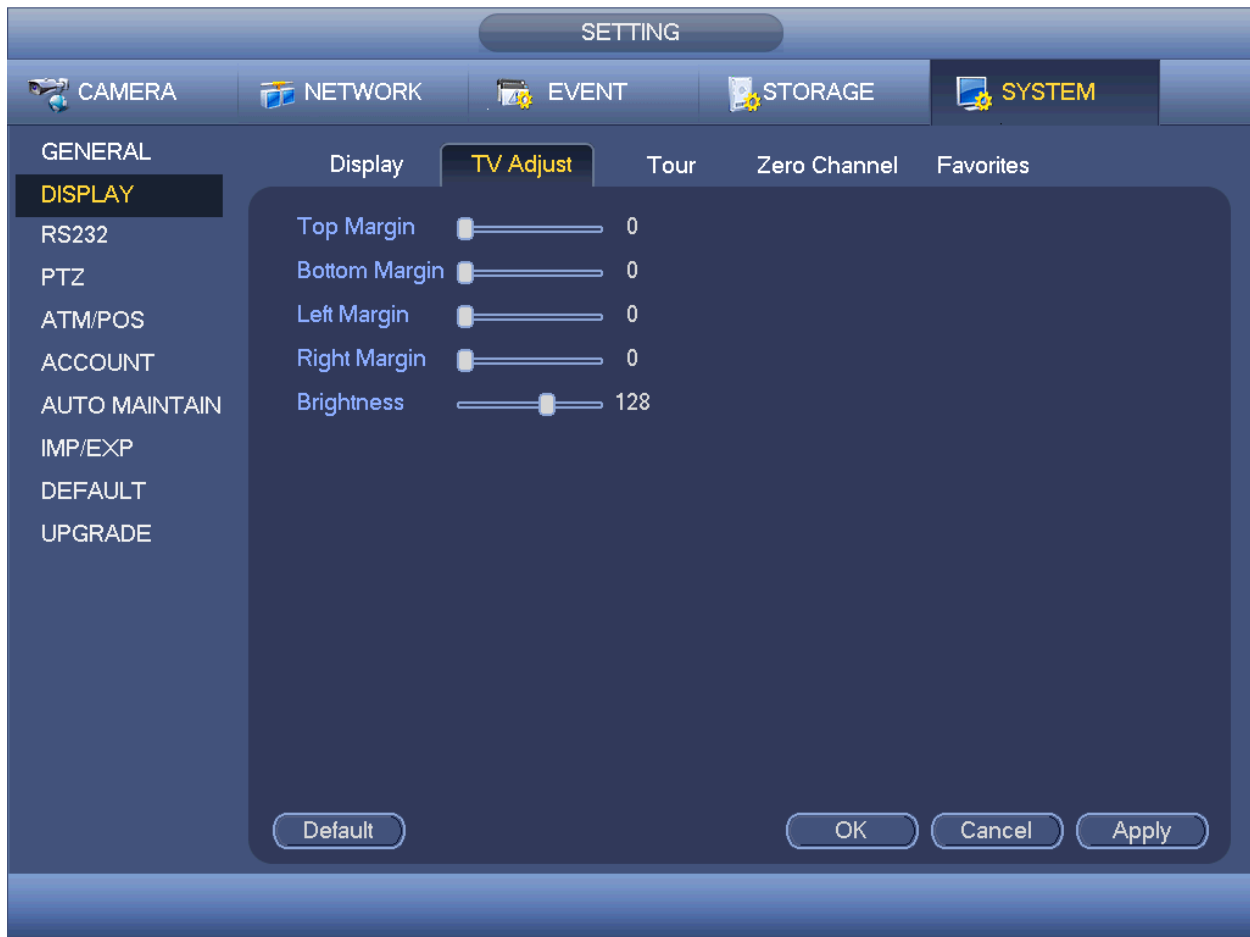 SETTING
CAMERA NETWORK EVENT STORAGE SYSTEM
GENERAL
DISPLAY
RS232
PTZ
ATM/POS
ACCOUNT
AUTO MAINTAIN
IMP/EXP
DEFAULT
UPGRADE
Display TV Adjust Tour Zero Channel Favorites
Top Margin 0
Bottom Margin 0
Left Margin 0
Right Margin 0
Brightness 128
Default OK Cancel Apply